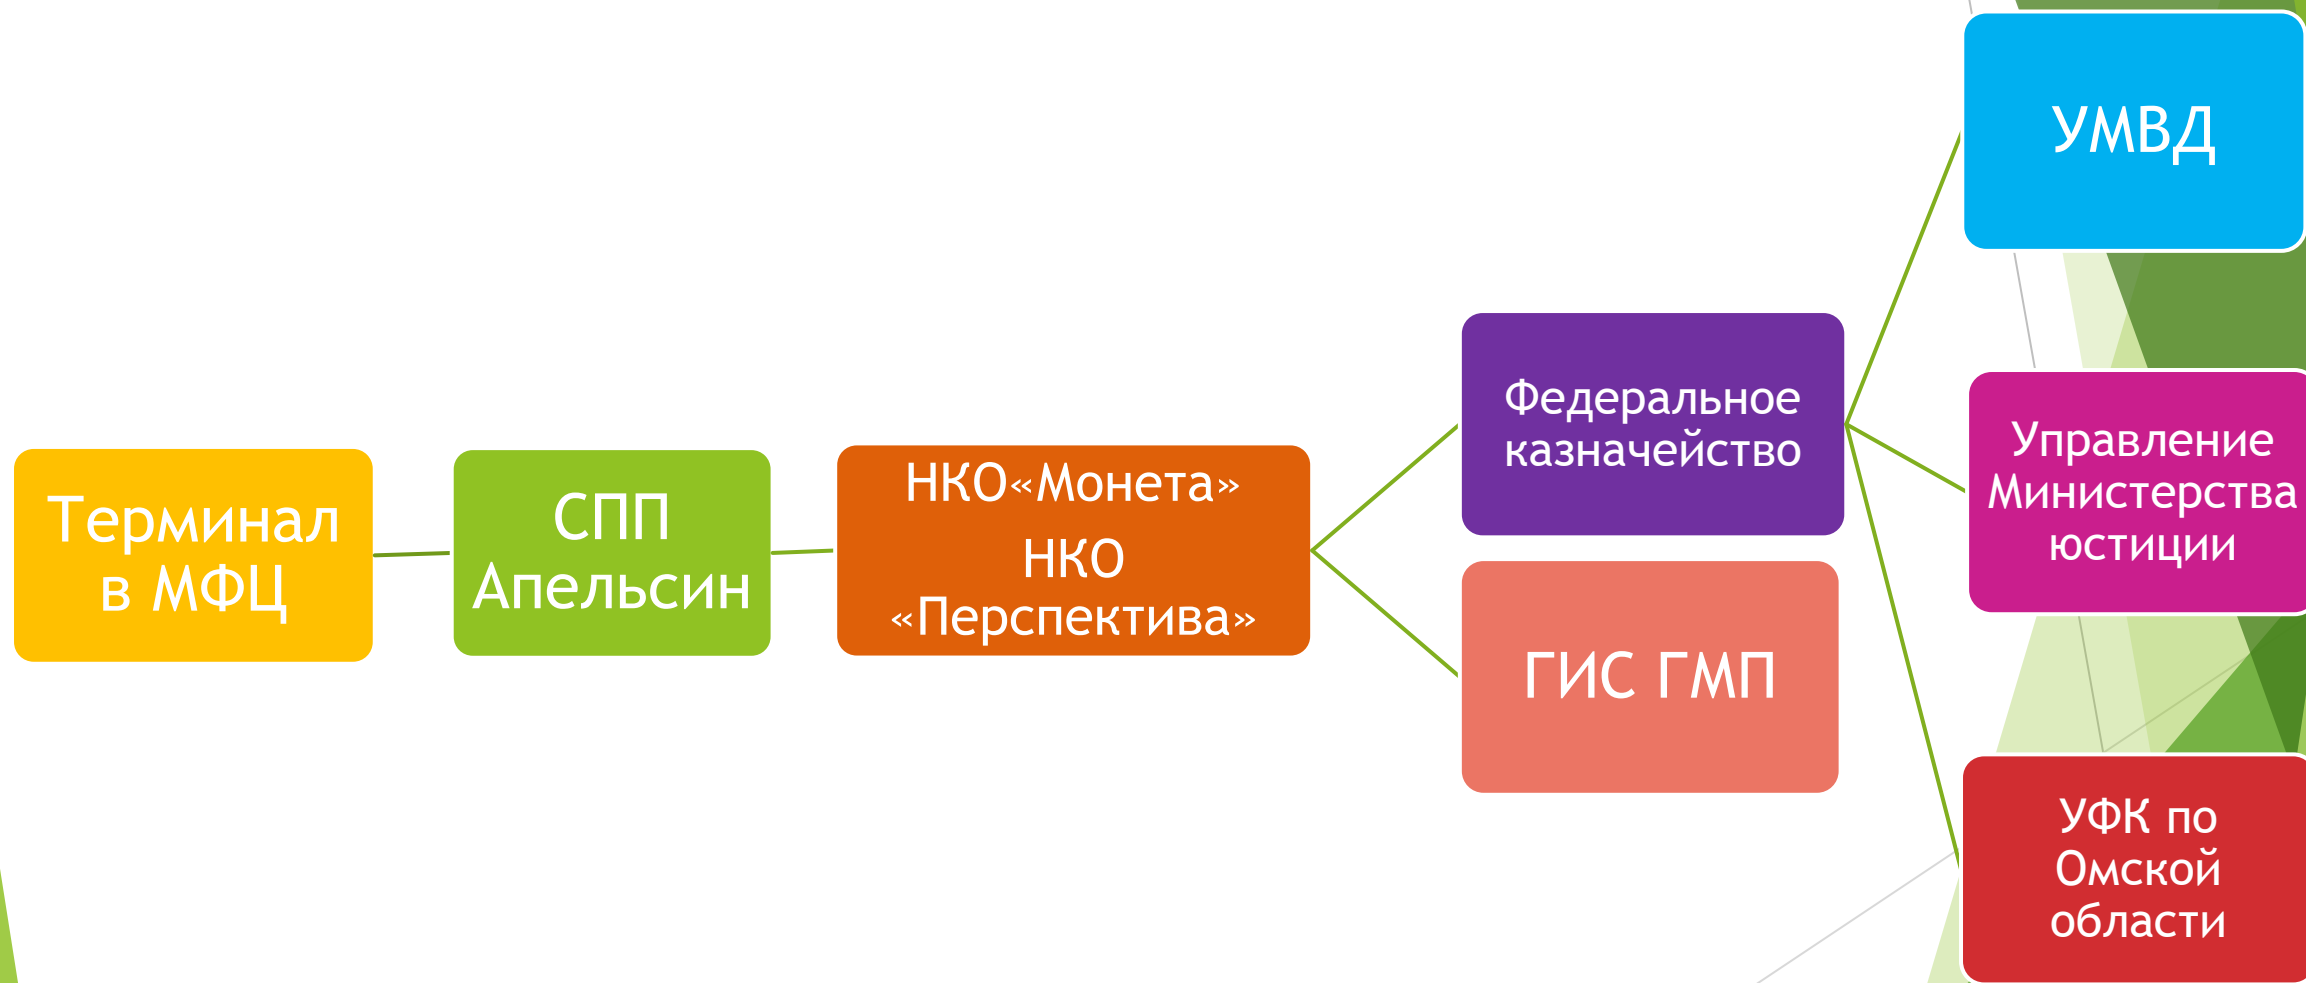 Терминал
в МФЦ
СПП
Апельсин
НКО«Монета»
НКО
«Перспектива»
Федеральное
казначейство
ГИС ГМП
УМВД
Управление
Министерства
юстиции
УФК по
Омской
области